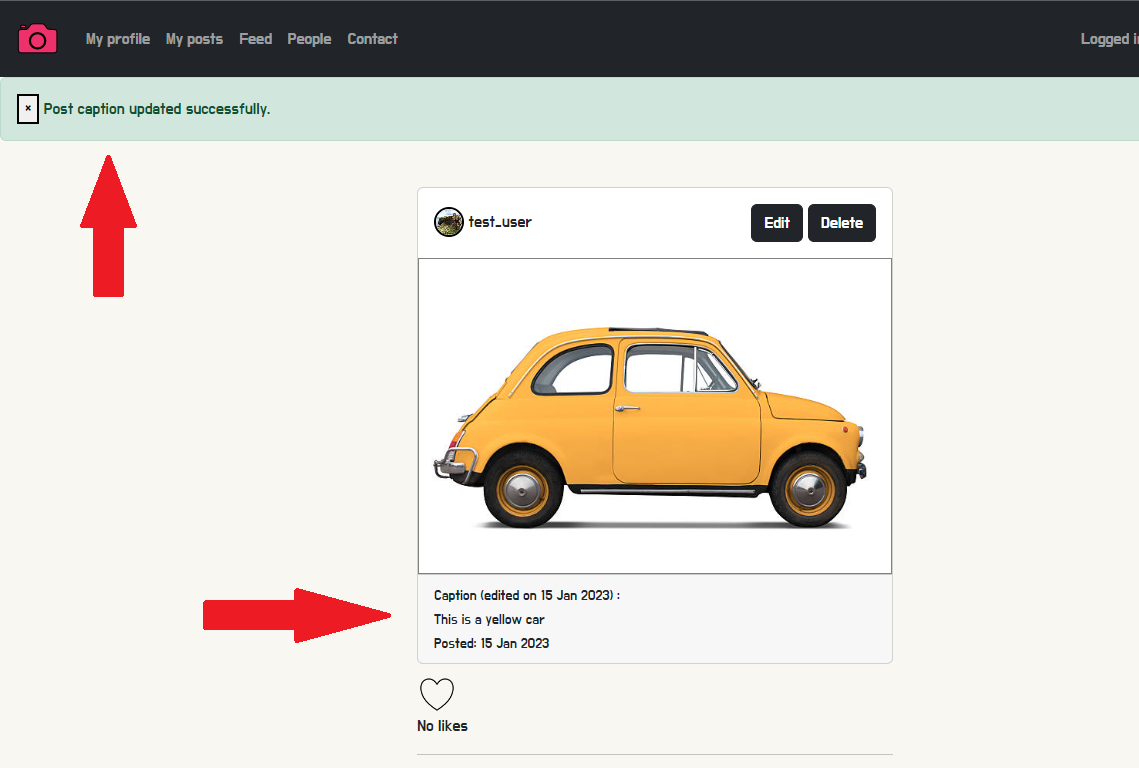 My profile My posts Feed People Contact Logged
× Post caption updated successfully.
test_user Edit Delete
Caption (edited on 15 Jan 2023) :
This is a yellow car
Posted: 15 Jan 2023
No likes